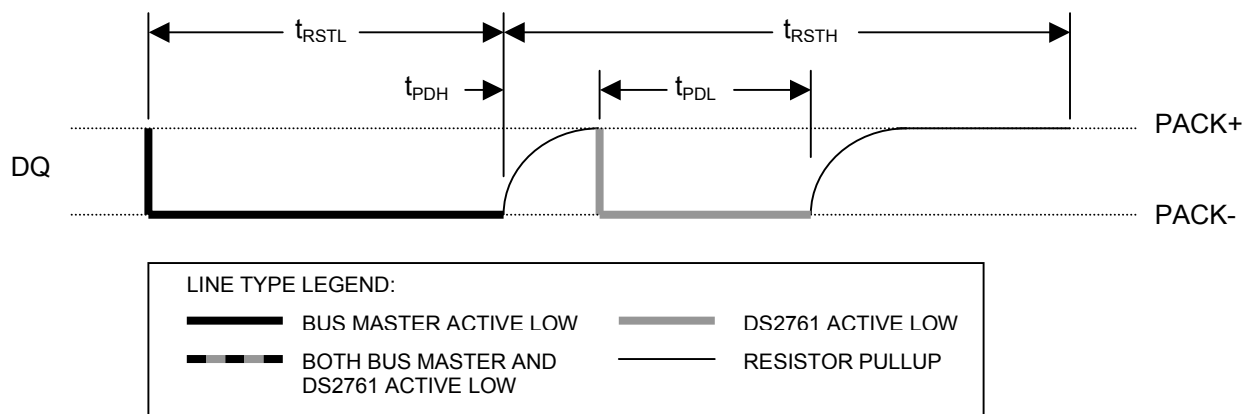 tRSTL
tRSTH
tPDH
tPDL
PACK+
DQ
PACK-
LINE TYPE LEGEND:
BUS MASTER ACTIVE LOW
DS2761 ACTIVE LOW
BOTH BUS MASTER AND
DS2761 ACTIVE LOW
RESISTOR PULLUP